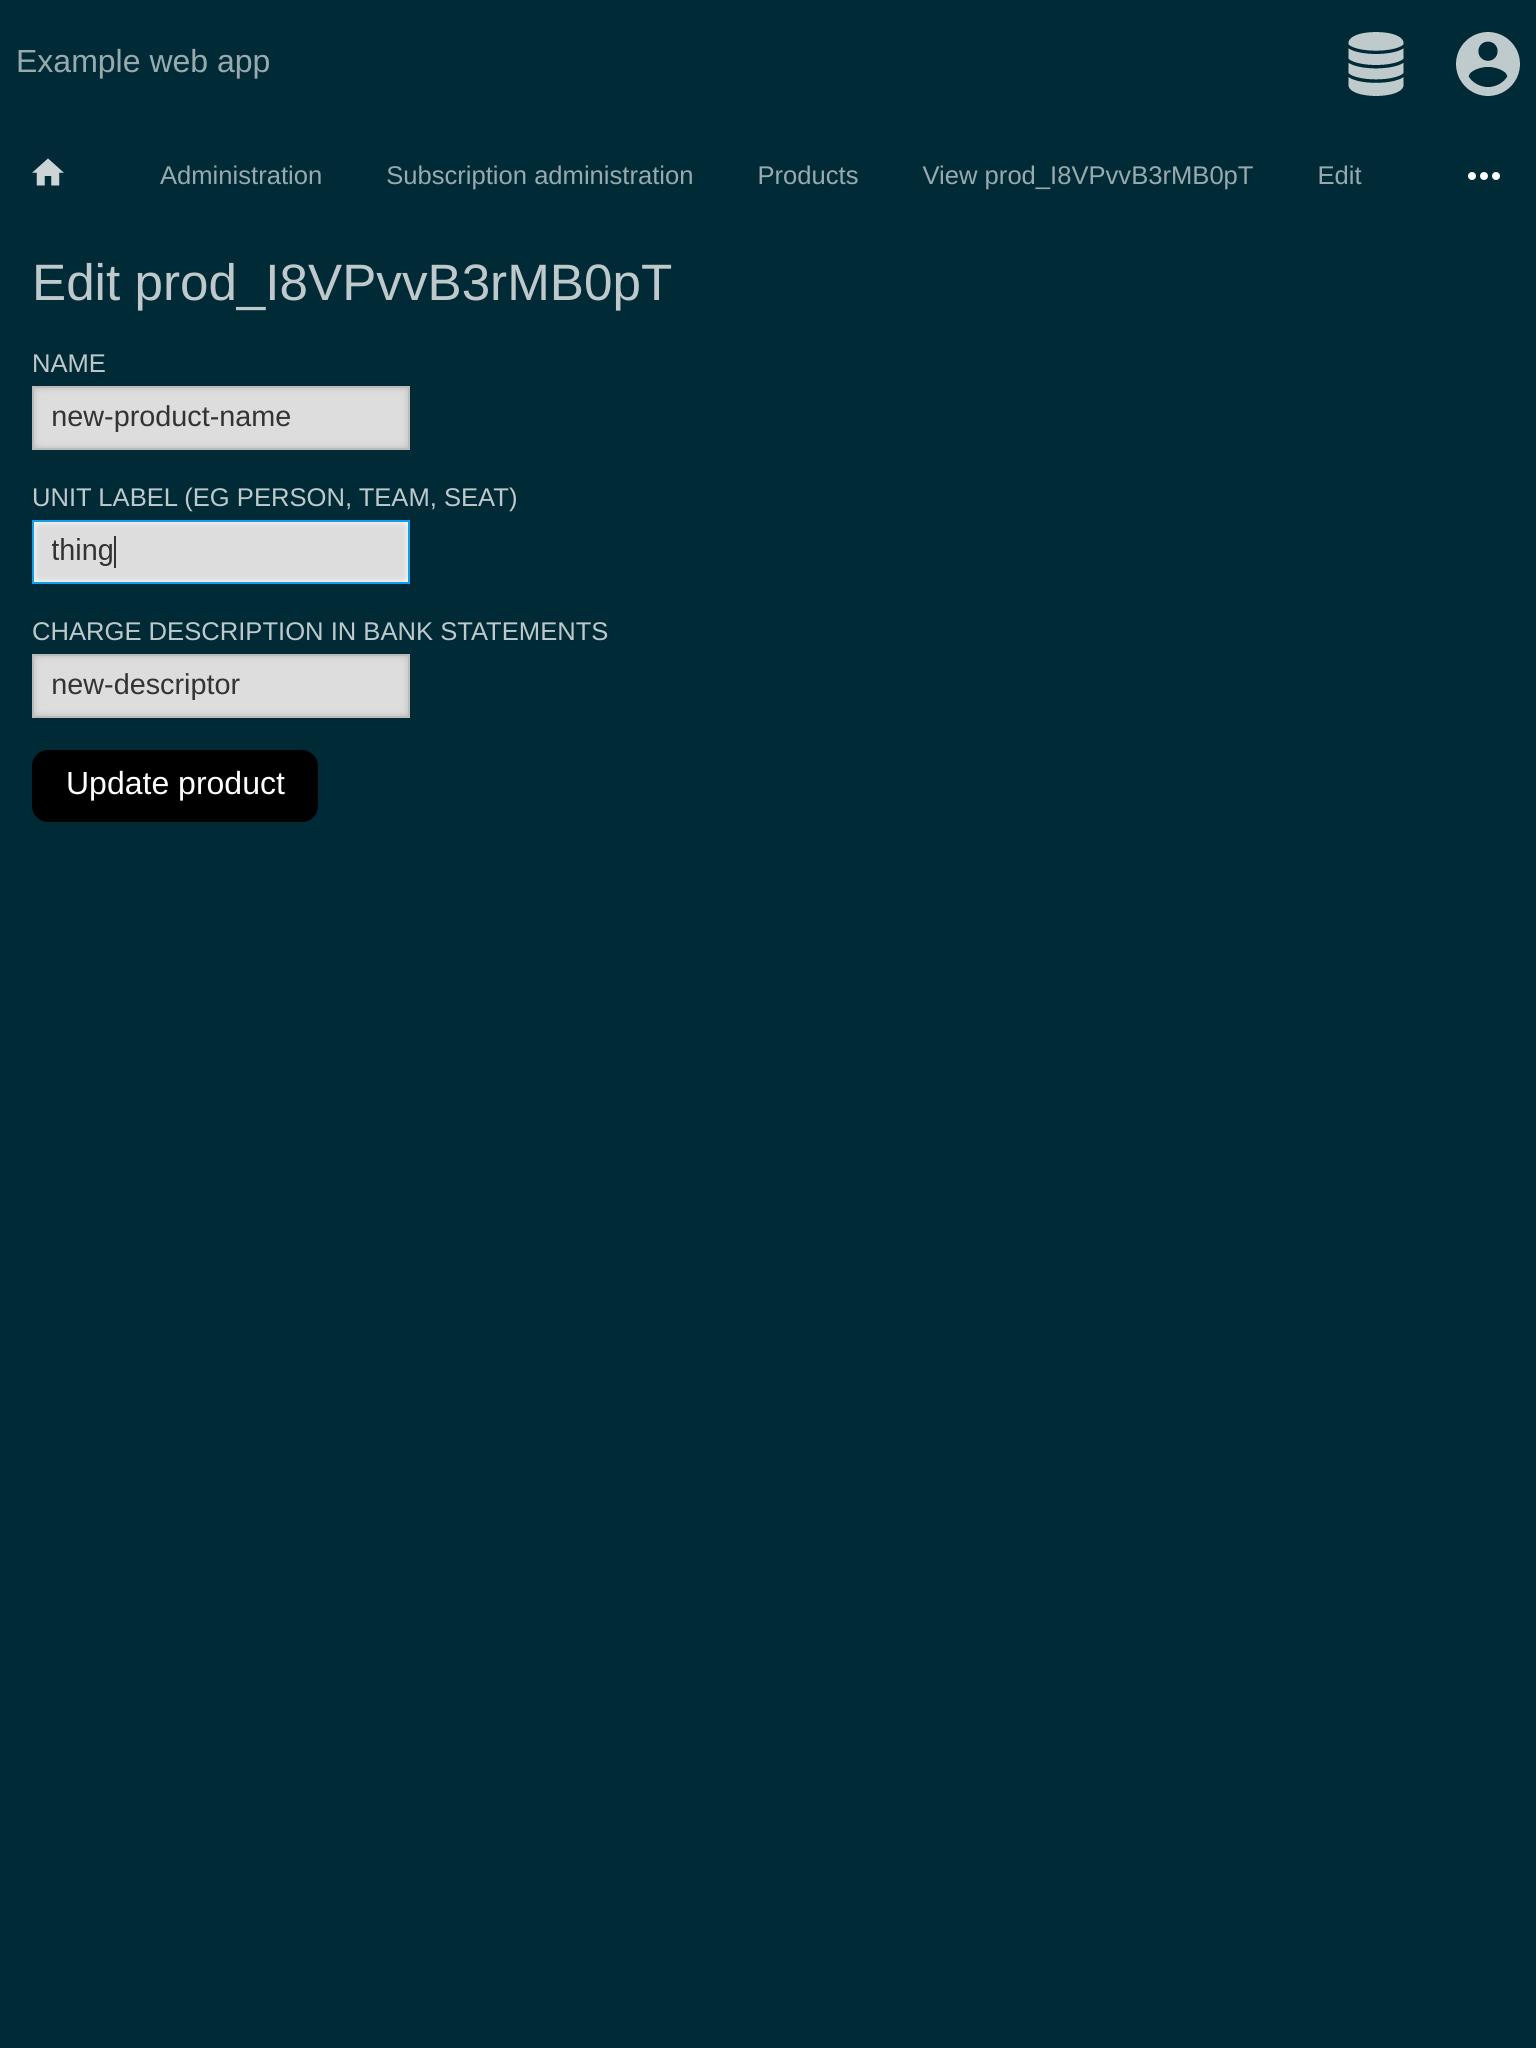 Example web app
Administration Subscription administration Products View prod_I8VPvvB3rMB0pT Edit
Edit prod_I8VPvvB3rMB0pT
NAME
new-product-name
UNIT LABEL (EG PERSON, TEAM, SEAT)
thing
CHARGE DESCRIPTION IN BANK STATEMENTS
new-descriptor
Update product